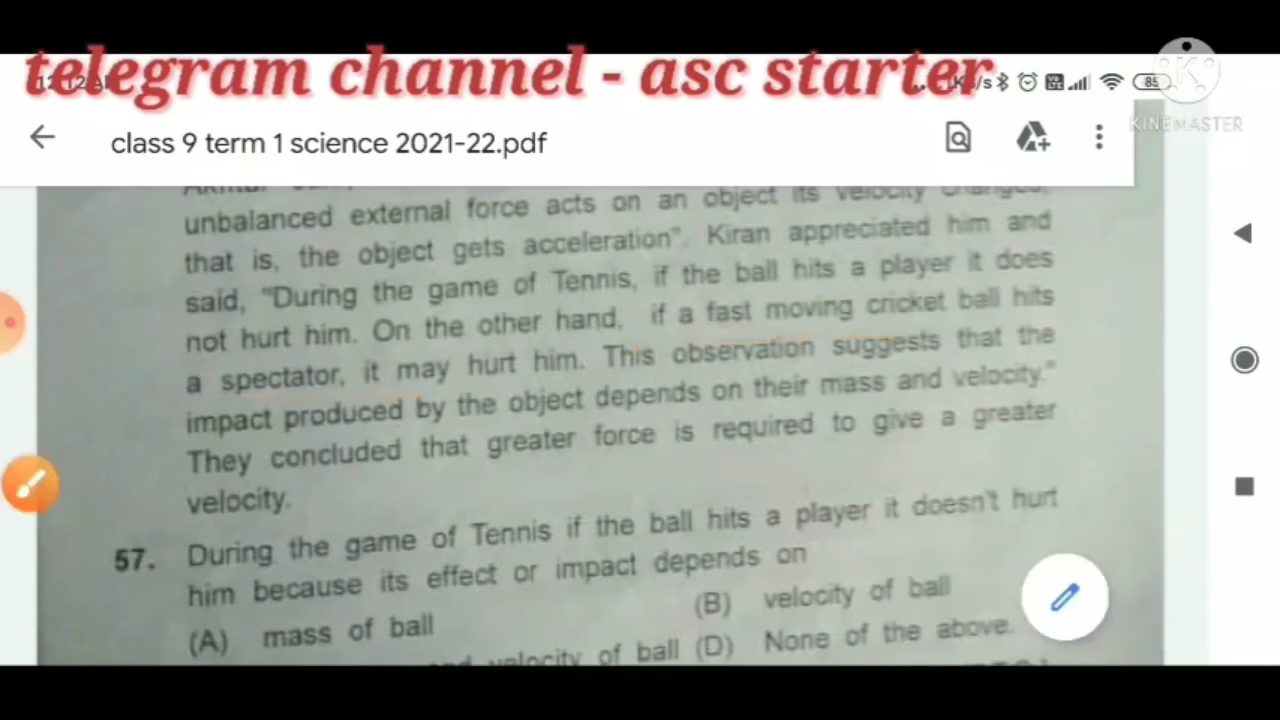 telegram channel - asc starter
KINEMASTER
class 9 term 1 science 2021-22.pdf
unbalanced external force acts on an object its velocity changes,
that is, the object gets acceleration". Kiran appreciated him and
said, "During the game of Tennis, if the ball hits a player it does
not hurt him. On the other hand, if a fast moving cricket ball hits
a spectator, it may hurt him. This observation suggests that the
impact produced by the object depends on their mass and velocity."
They concluded that greater force is required to give a greater
velocity.
57. During the game of Tennis if the ball hits a player it doesn't hurt
him because its effect or impact depends on
(A) mass of ball (B) velocity of ball
velocity of ball (D) None of the above.